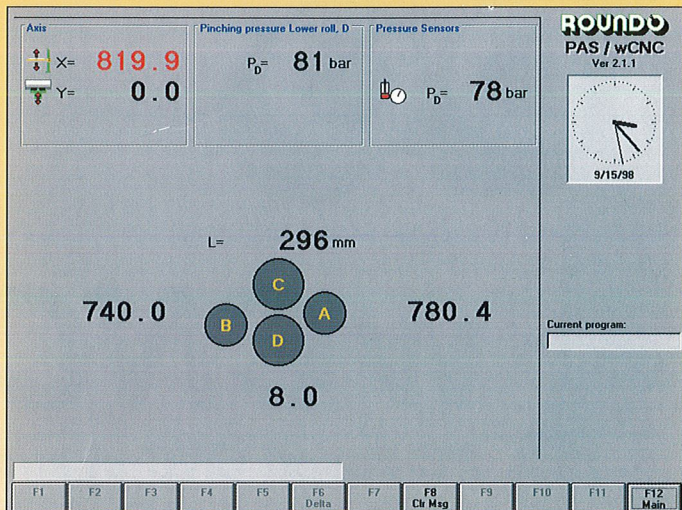 Axis
X= 819.9
Y= 0.0
Pinching pressure Lower roll, D
PD= 81 bar
Pressure Sensors
PD= 78 bar
ROUNDO
PAS / wCNC
Ver 2.1.1
9/15/98
L= 296 mm
C
740.0
B
A
780.4
D
8.0
Current program:
F1
F2
F3
F4
F5
F6
Delta
F7
F8
Clr Msg
F9
F10
F11
F12
Main